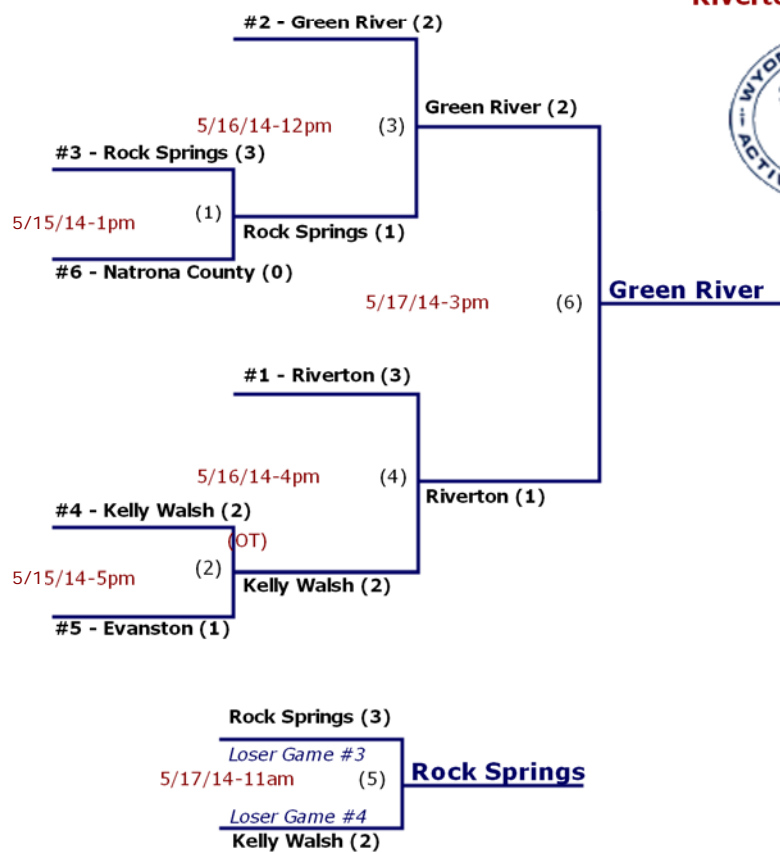 #2 - Green River (2)
5/16/14-12pm
(3)
Green River (2)
#3 - Rock Springs (3)
5/15/14-1pm
(1)
Rock Springs (1)
#6 - Natrona County (0)
5/17/14-3pm
(6)
Green River
#1 - Riverton (3)
5/16/14-4pm
(4)
Riverton (1)
#4 - Kelly Walsh (2)
(OT)
5/15/14-5pm
(2)
Kelly Walsh (2)
#5 - Evanston (1)
Rock Springs (3)
Loser Game #3
5/17/14-11am
(5)
Rock Springs
Loser Game #4
Kelly Walsh (2)